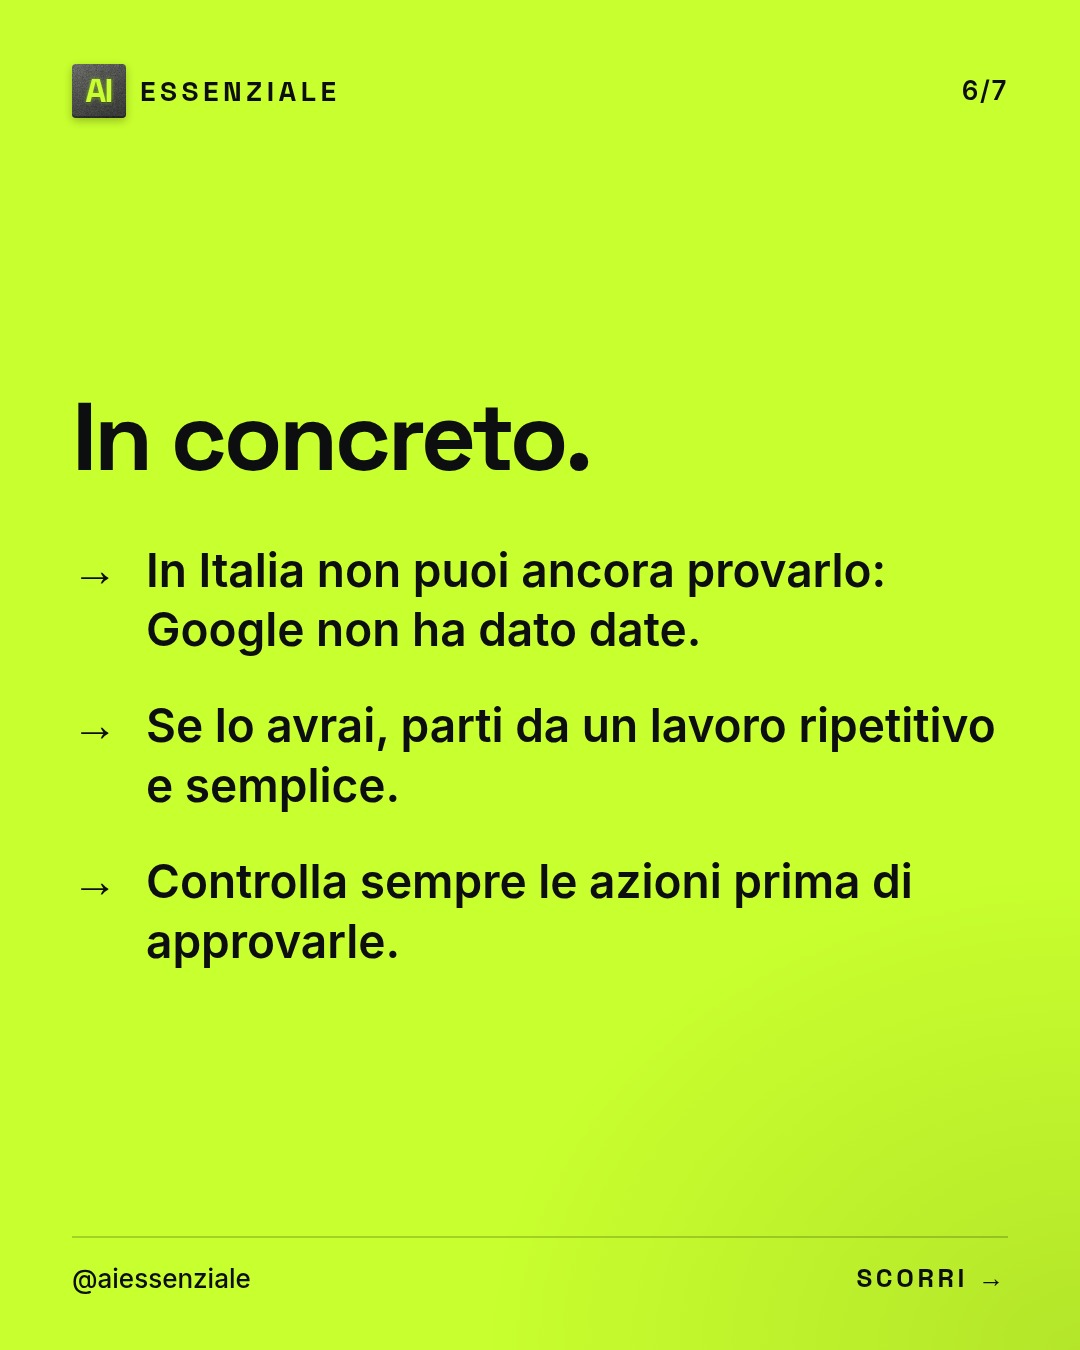 AI ESSENZIALE
6/7
In concreto.
→ In Italia non puoi ancora provarlo:
Google non ha dato date.
→ Se lo avrai, parti da un lavoro ripetitivo
e semplice.
→ Controlla sempre le azioni prima di
approvarle.
@aiessenziale
SCORRI →